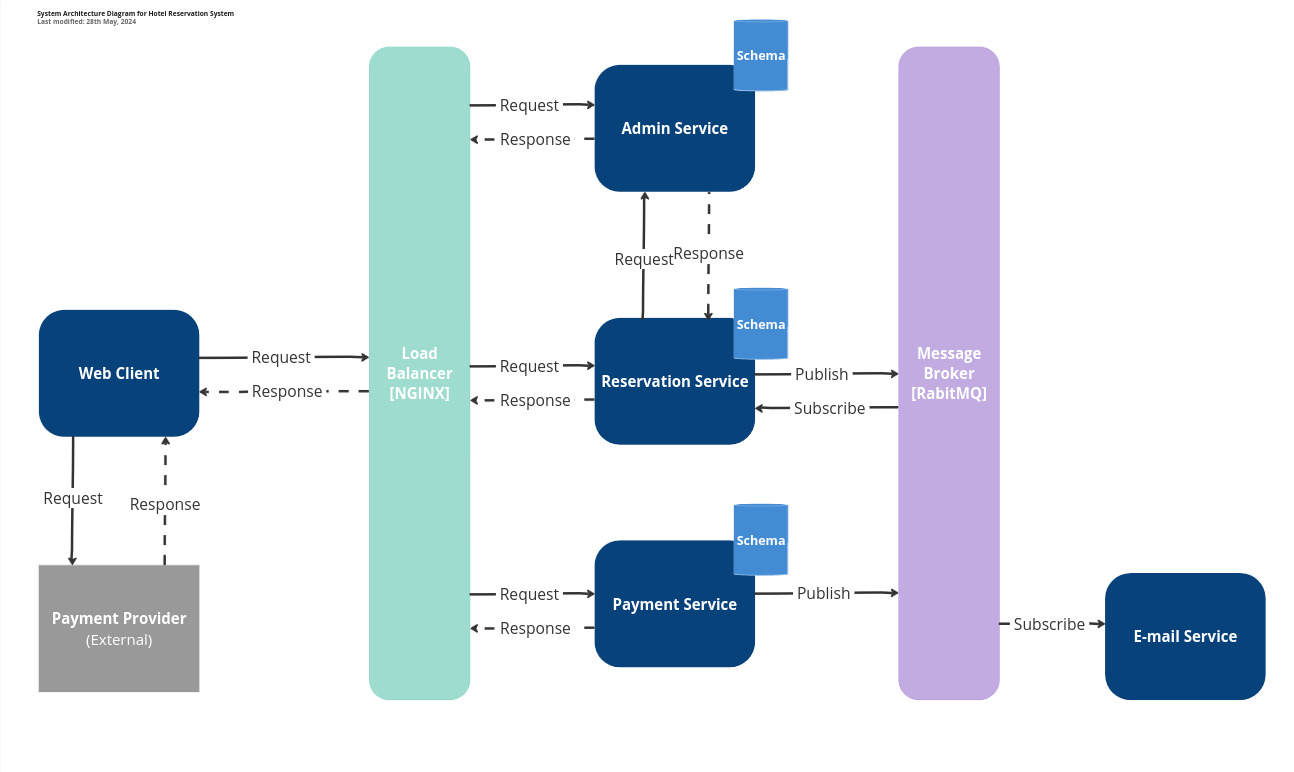 System Architecture Diagram for Hotel Reservation System
Last modified: 28th May, 2024
Schema
Request
Admin Service
Response
Request
Response
Schema
Web Client
Request
Response
Load
Balancer
[NGINX]
Request
Response
Reservation Service
Publish
Subscribe
Message
Broker
[RabitMQ]
Request
Response
Schema
Payment Provider
(External)
Request
Response
Payment Service
Publish
Subscribe
E-mail Service